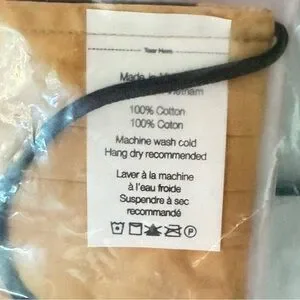 Tear Here
Made in
Vietnam
100% Cotton
100% Coton
Machine wash cold
Hang dry recommended
Laver à la machine
à l'eau froide
Suspendre à sec
recommandé